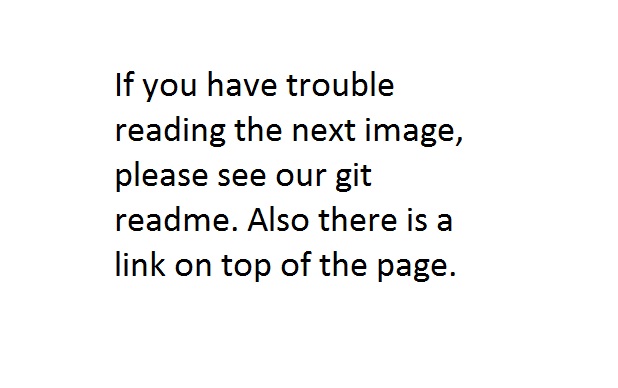 If you have trouble
reading the next image,
please see our git
readme. Also there is a
link on top of the page.